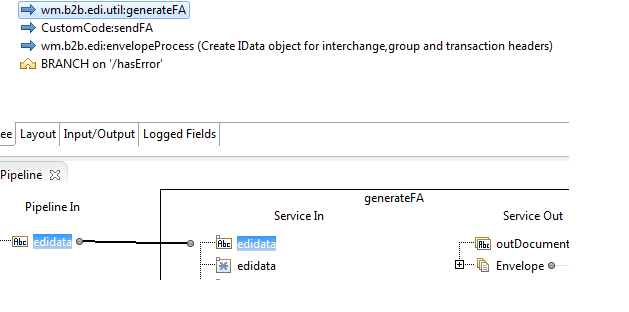 wm.b2b.edi.util:generateFA
CustomCode:sendFA
wm.b2b.edi:envelopeProcess (Create IData object for interchange,group and transaction headers)
BRANCH on '/hasError'
ee Layout Input/Output Logged Fields
Pipeline
generateFA
Pipeline In Service In Service Out
Abc edidata Abc edidata Abc outDocument
edidata Envelope